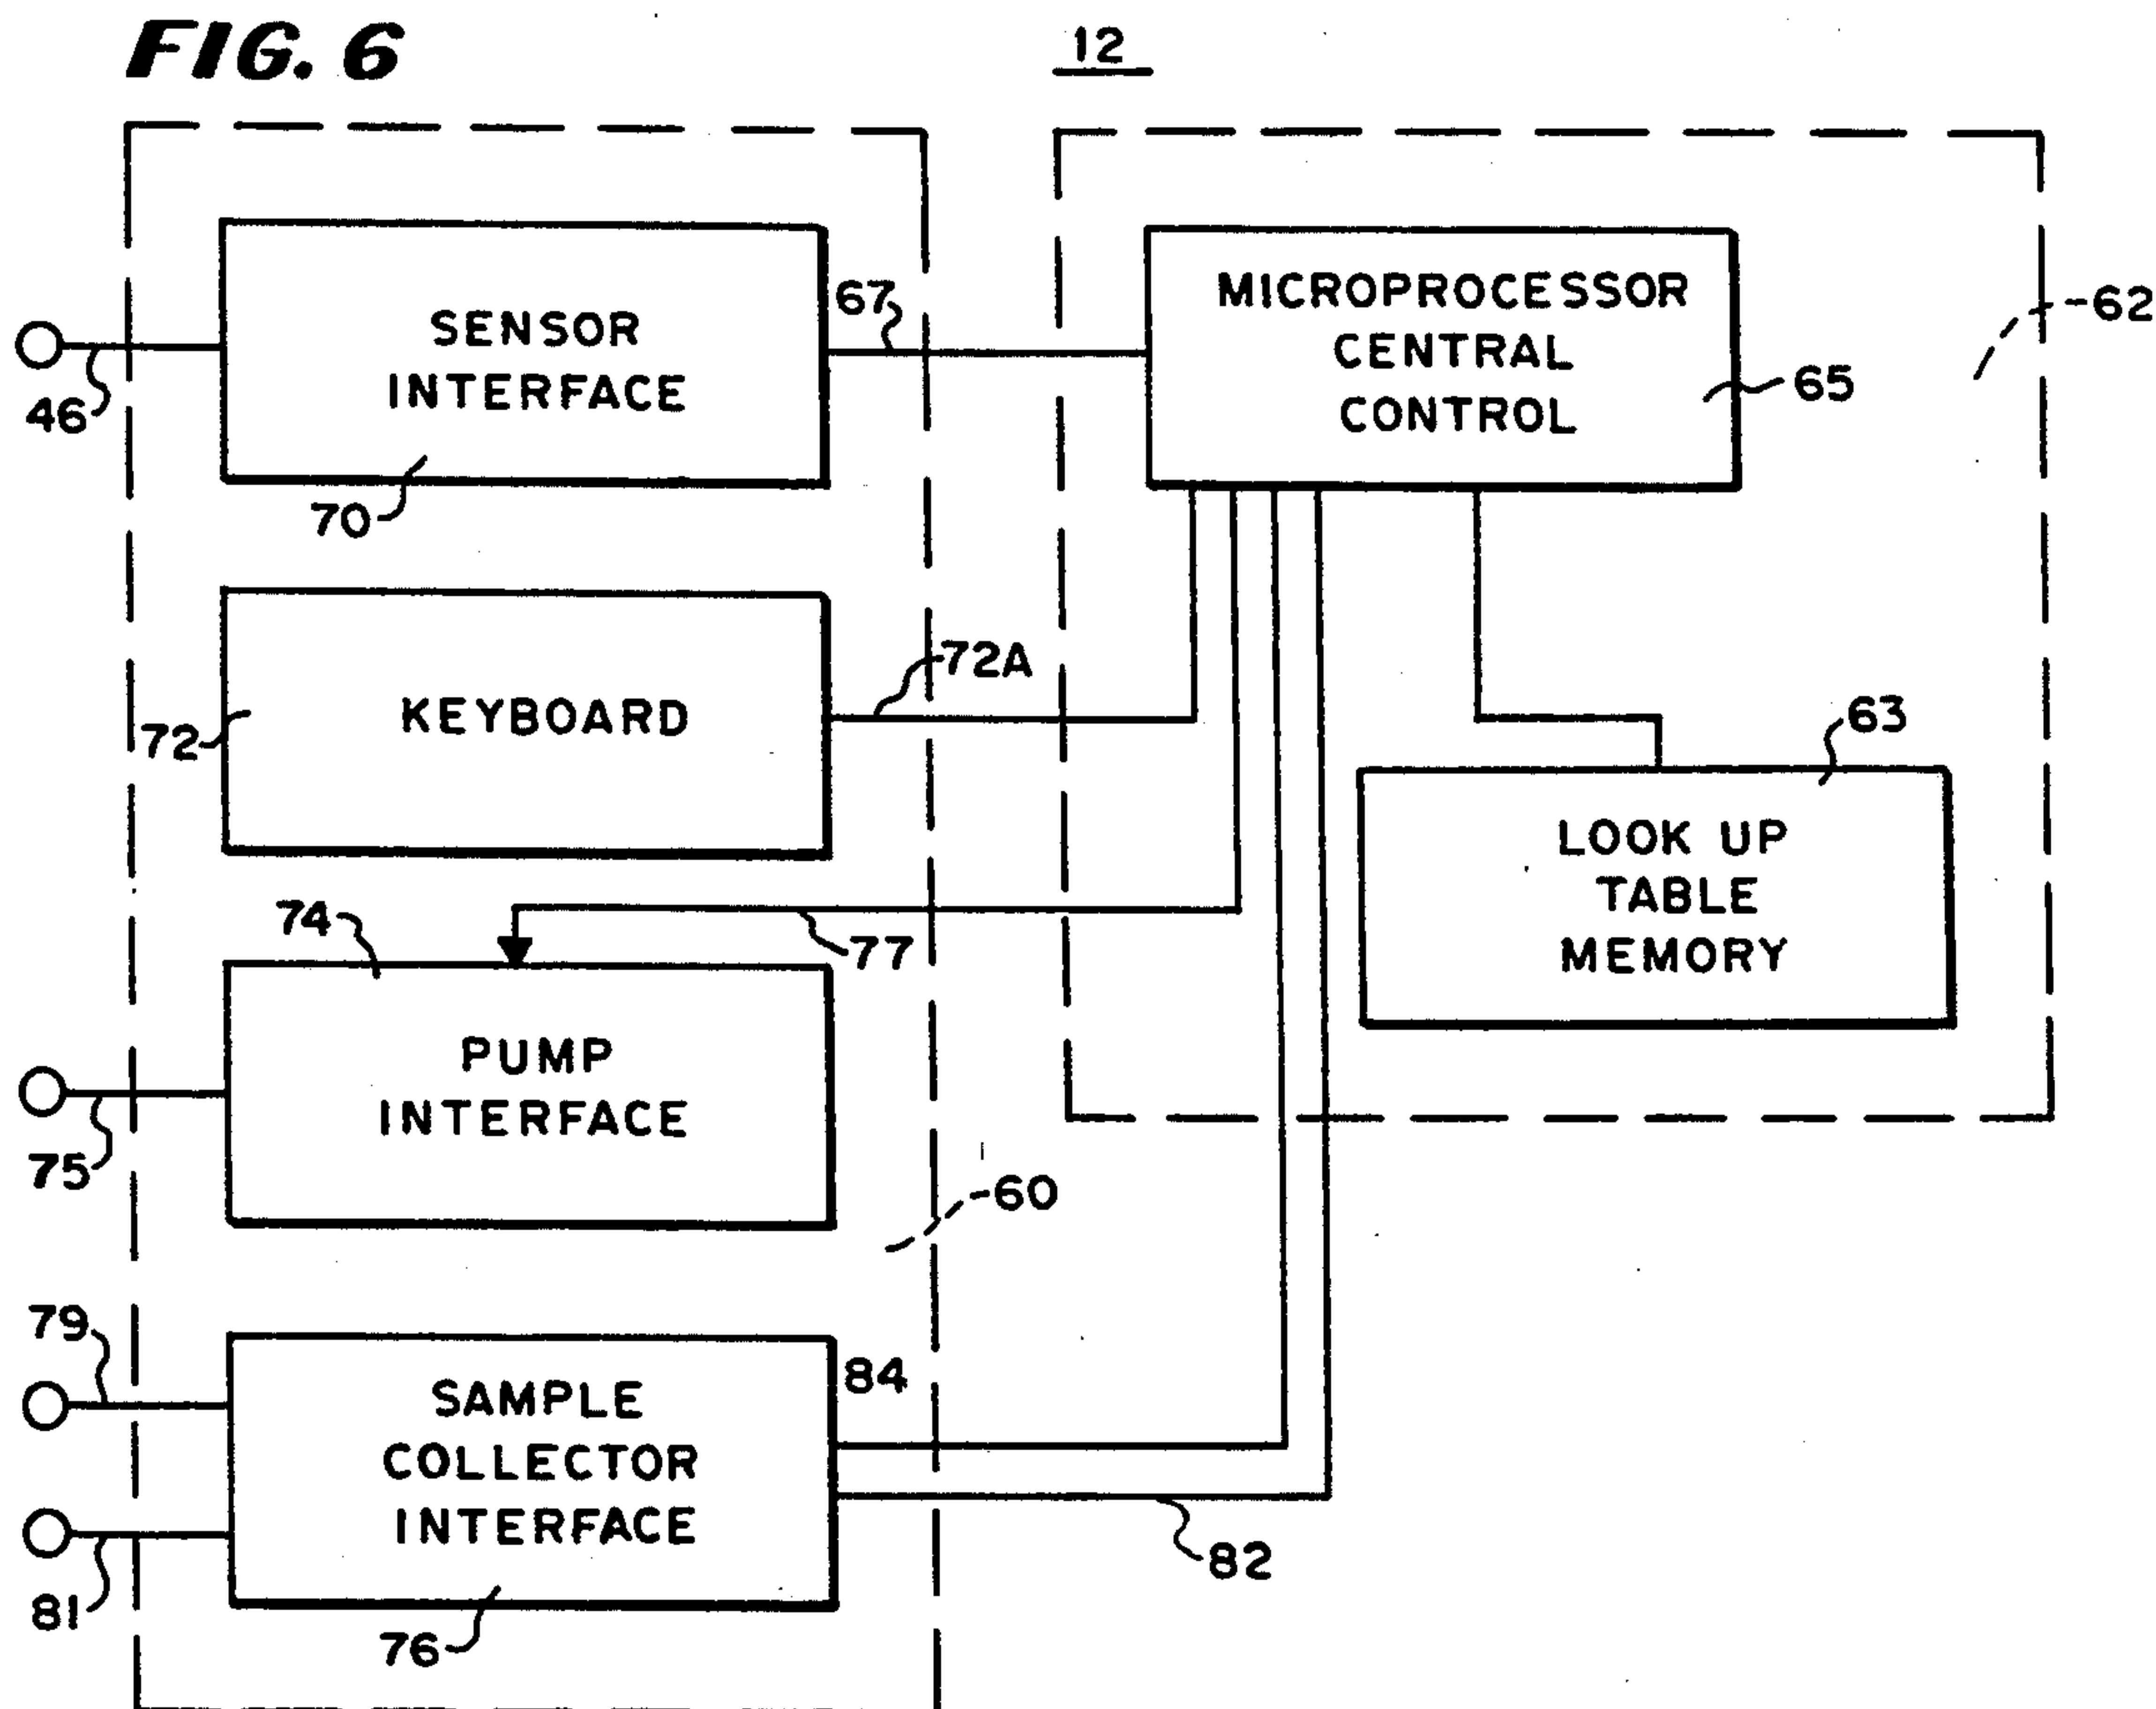 FIG. 6
12
SENSOR
INTERFACE
46
70
67
MICROPROCESSOR
CENTRAL
CONTROL
65
62
KEYBOARD
72
72A
63
LOOK UP
TABLE
MEMORY
74
77
PUMP
INTERFACE
75
60
79
84
SAMPLE
COLLECTOR
INTERFACE
81
76
82